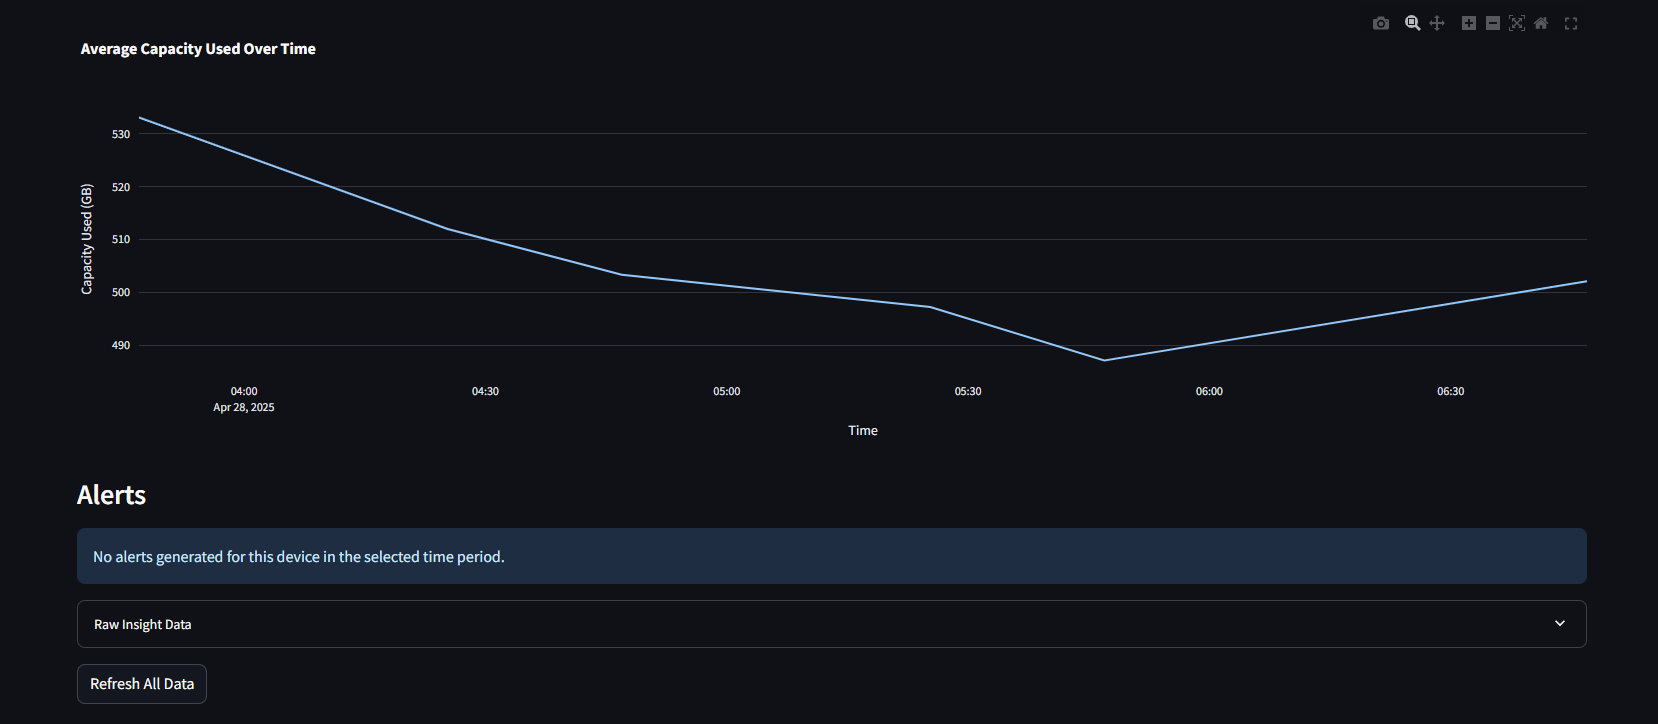 Average Capacity Used Over Time
530
520
510
500
490
Capacity Used (GB)
04:00
Apr 28, 2025
04:30
05:00
05:30
06:00
06:30
Time
Alerts
No alerts generated for this device in the selected time period.
Raw Insight Data
Refresh All Data